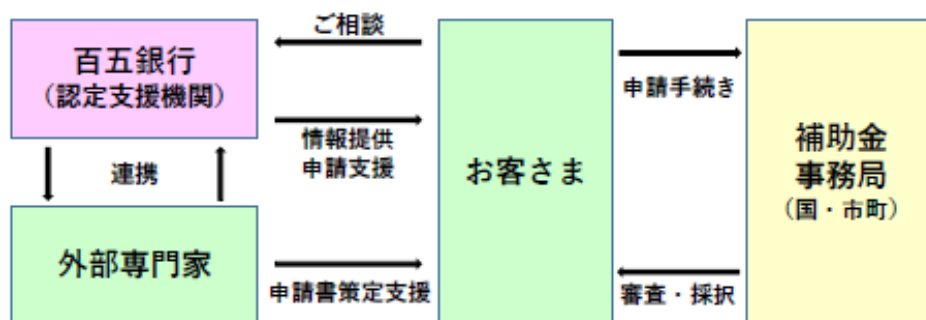 ご相談
百五銀行
（認定支援機関）
情報提供
申請支援
連携
外部専門家
申請書策定支援
お客さま
申請手続き
審査・採択
補助金
事務局
（国・市町）